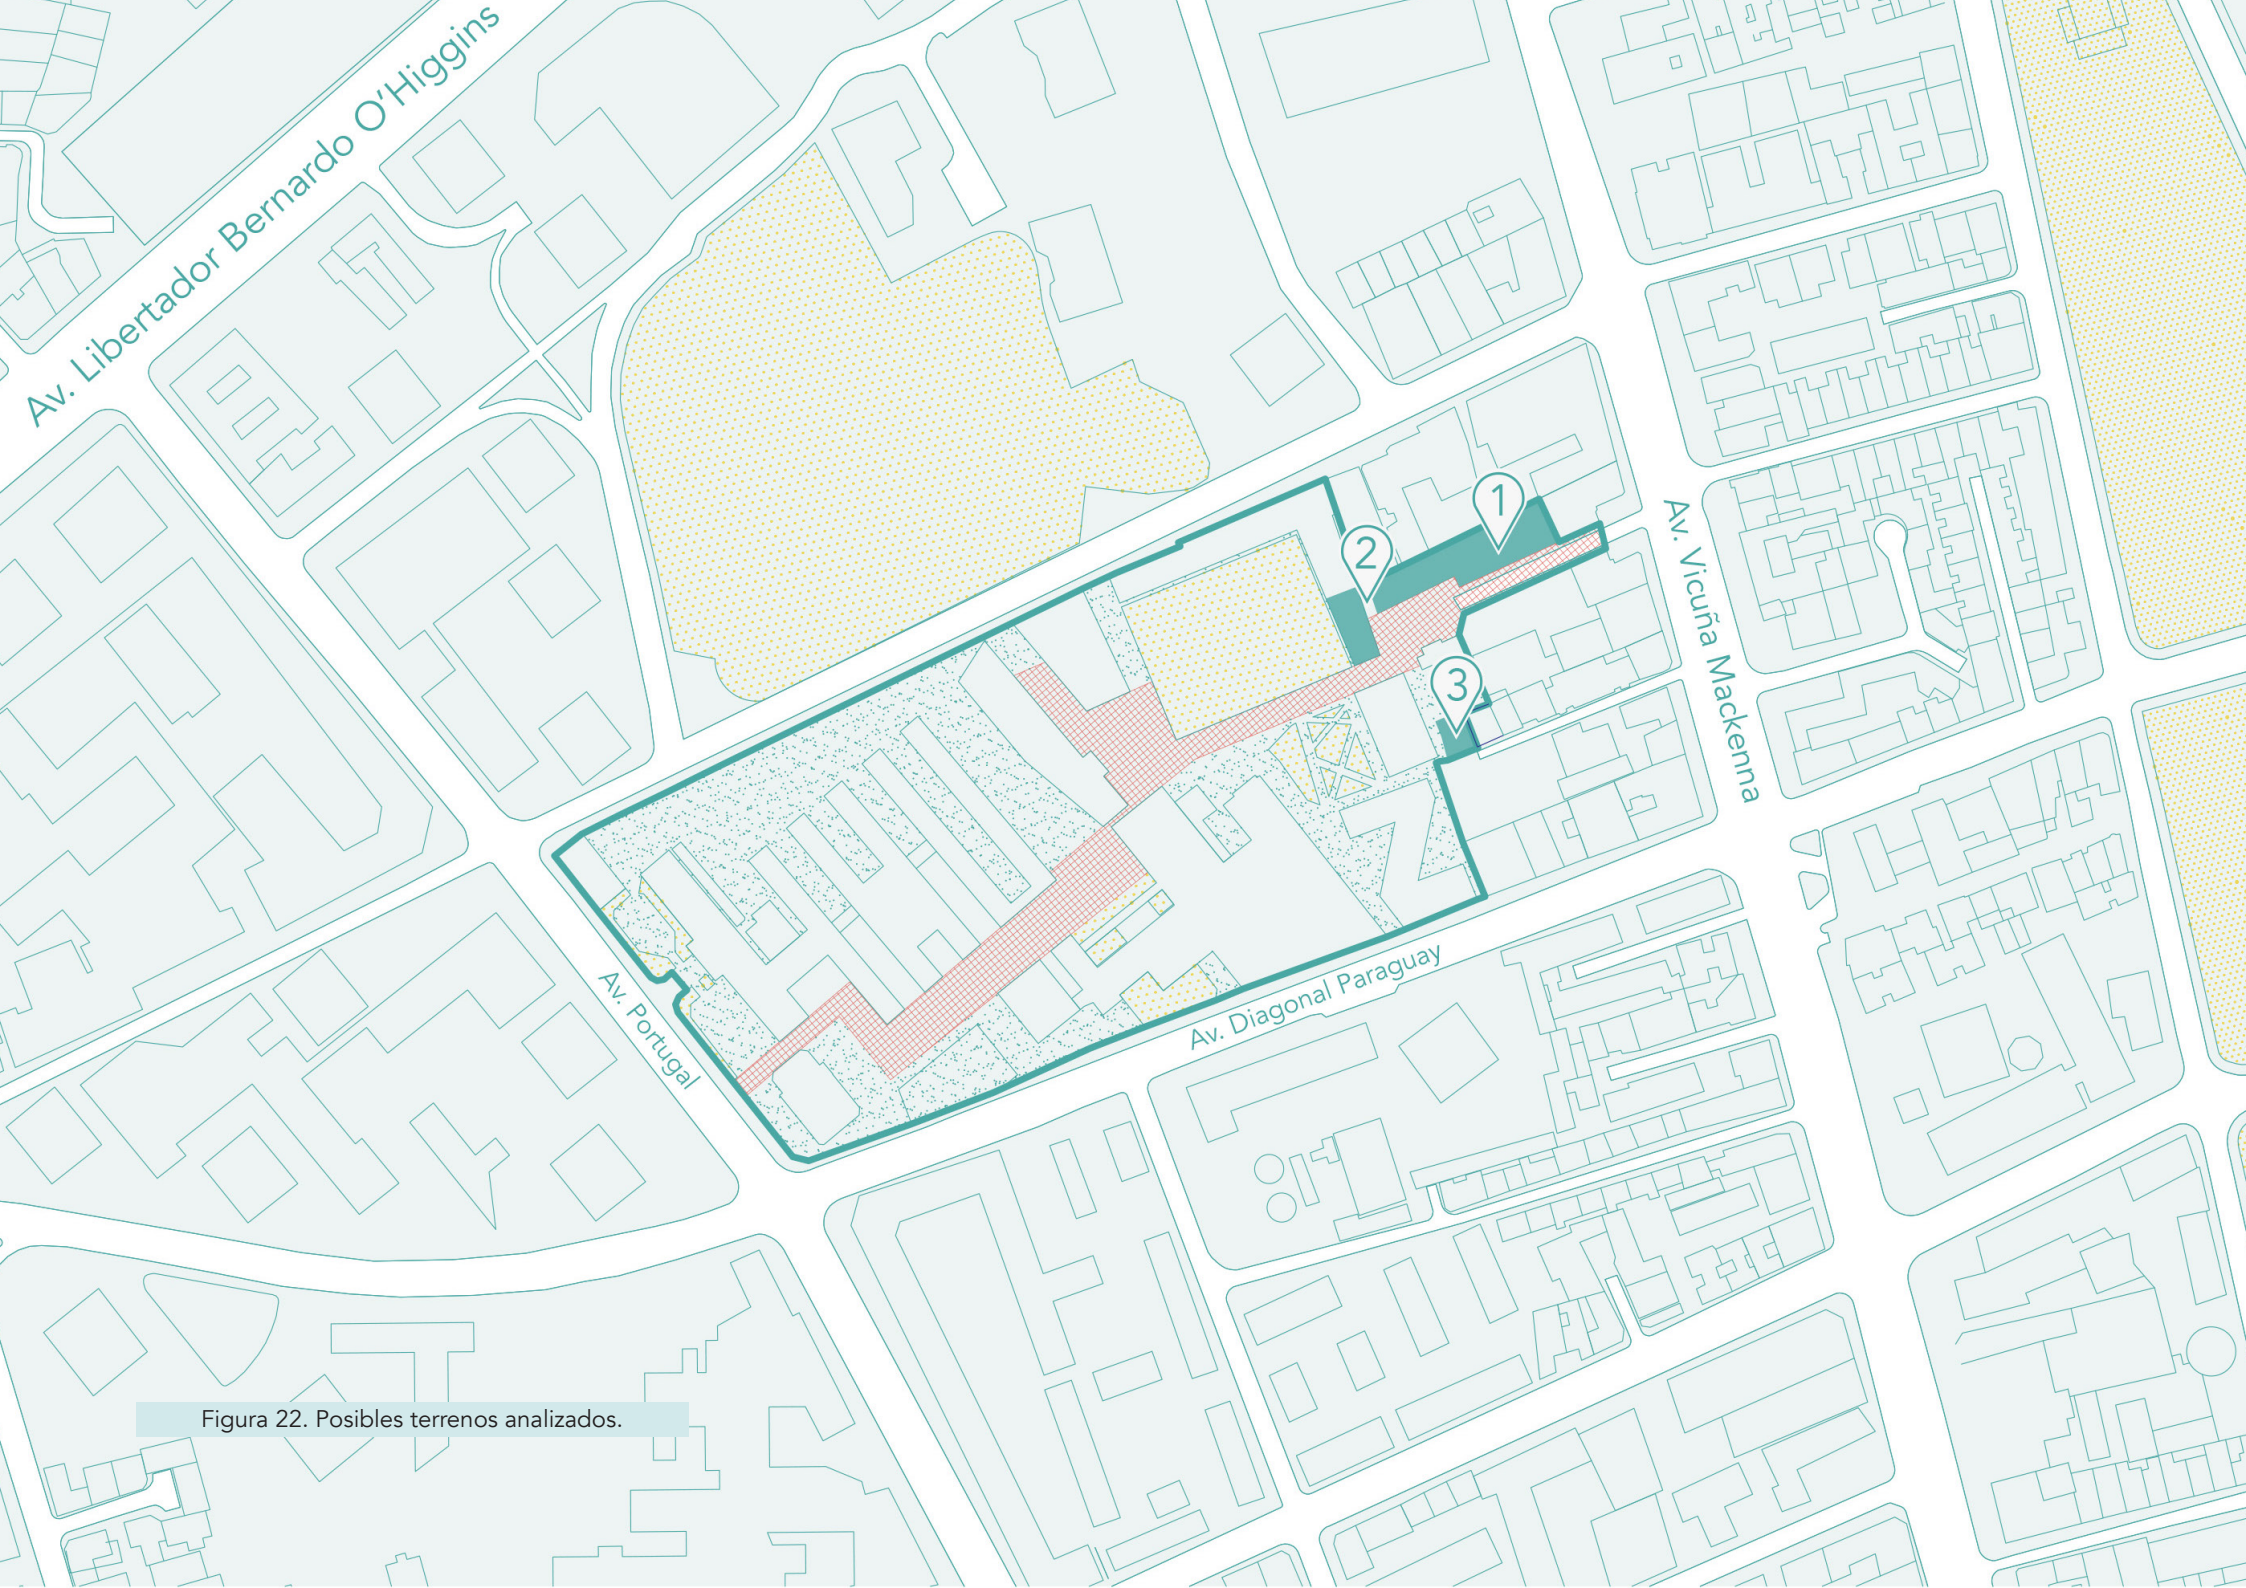 Av. Libertador Bernardo O'Higgins
1
2
Av. Vicuña Mackenna
3
Av. Portugal
Av. Diagonal Paraguay
Figura 22. Posibles terrenos analizados.